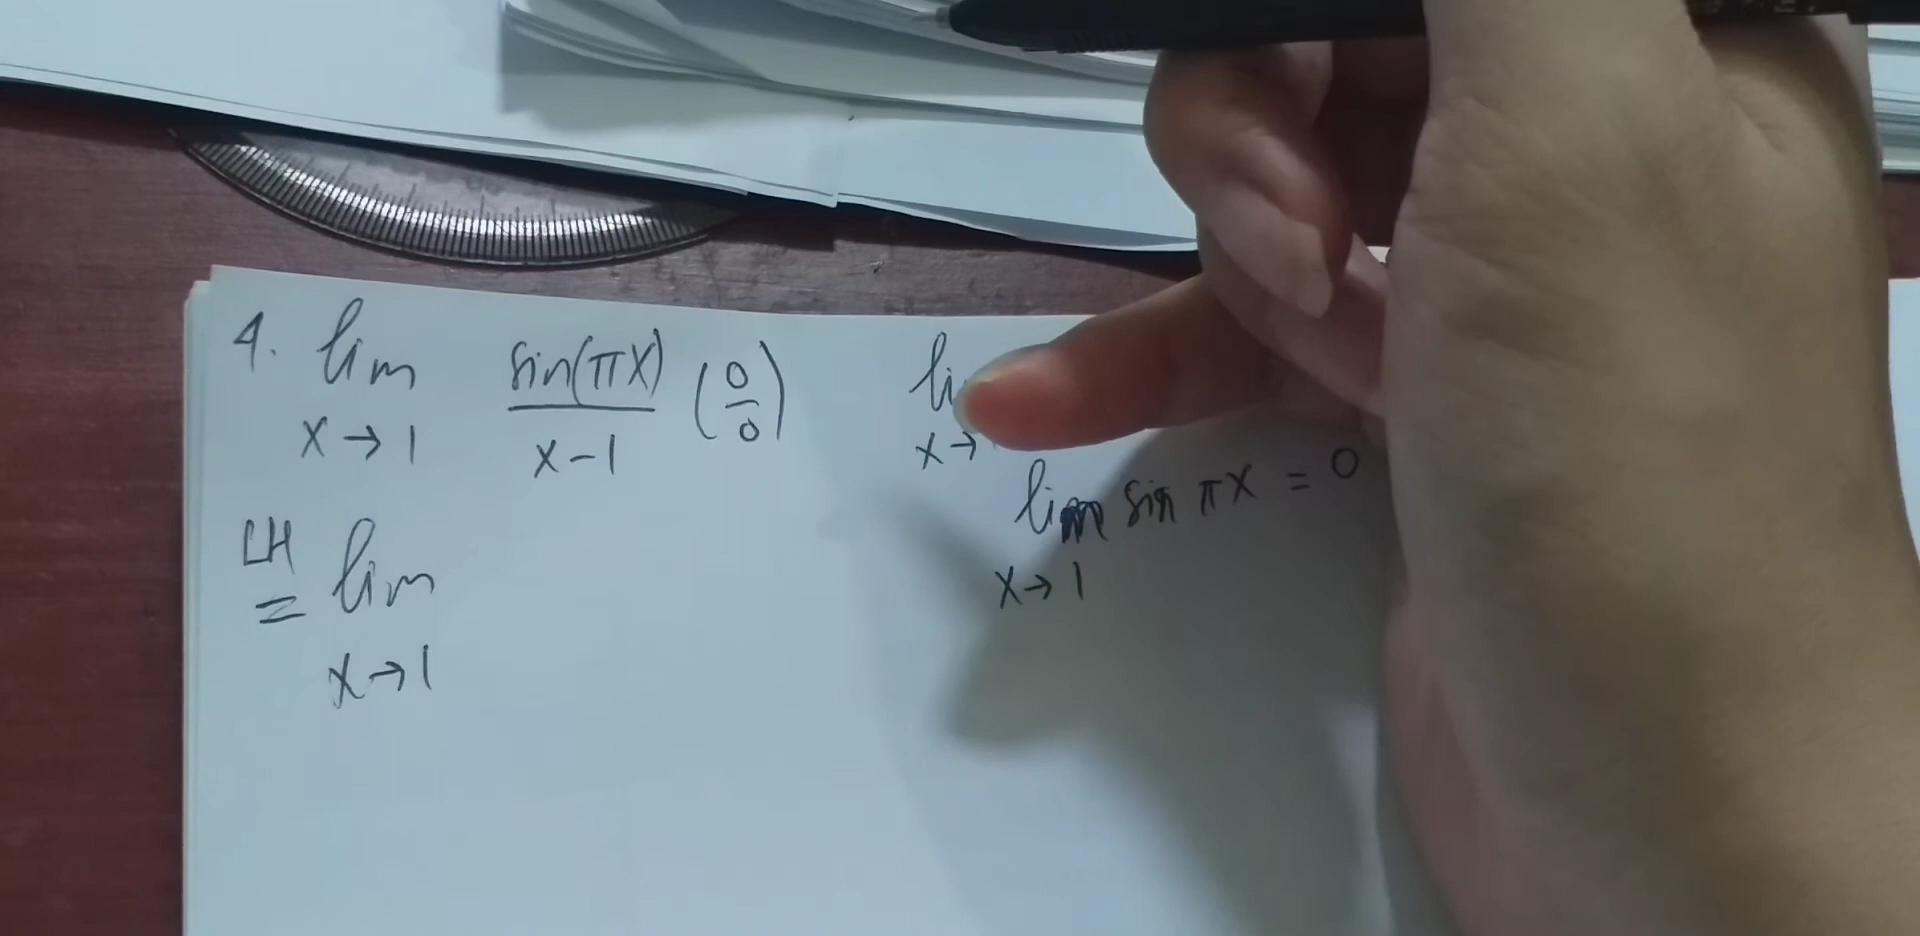 4. lim sin(πx)/x-1 (0/0)
x→1
LH
= lim
x→1
x→
lim sin πx = 0
x→1